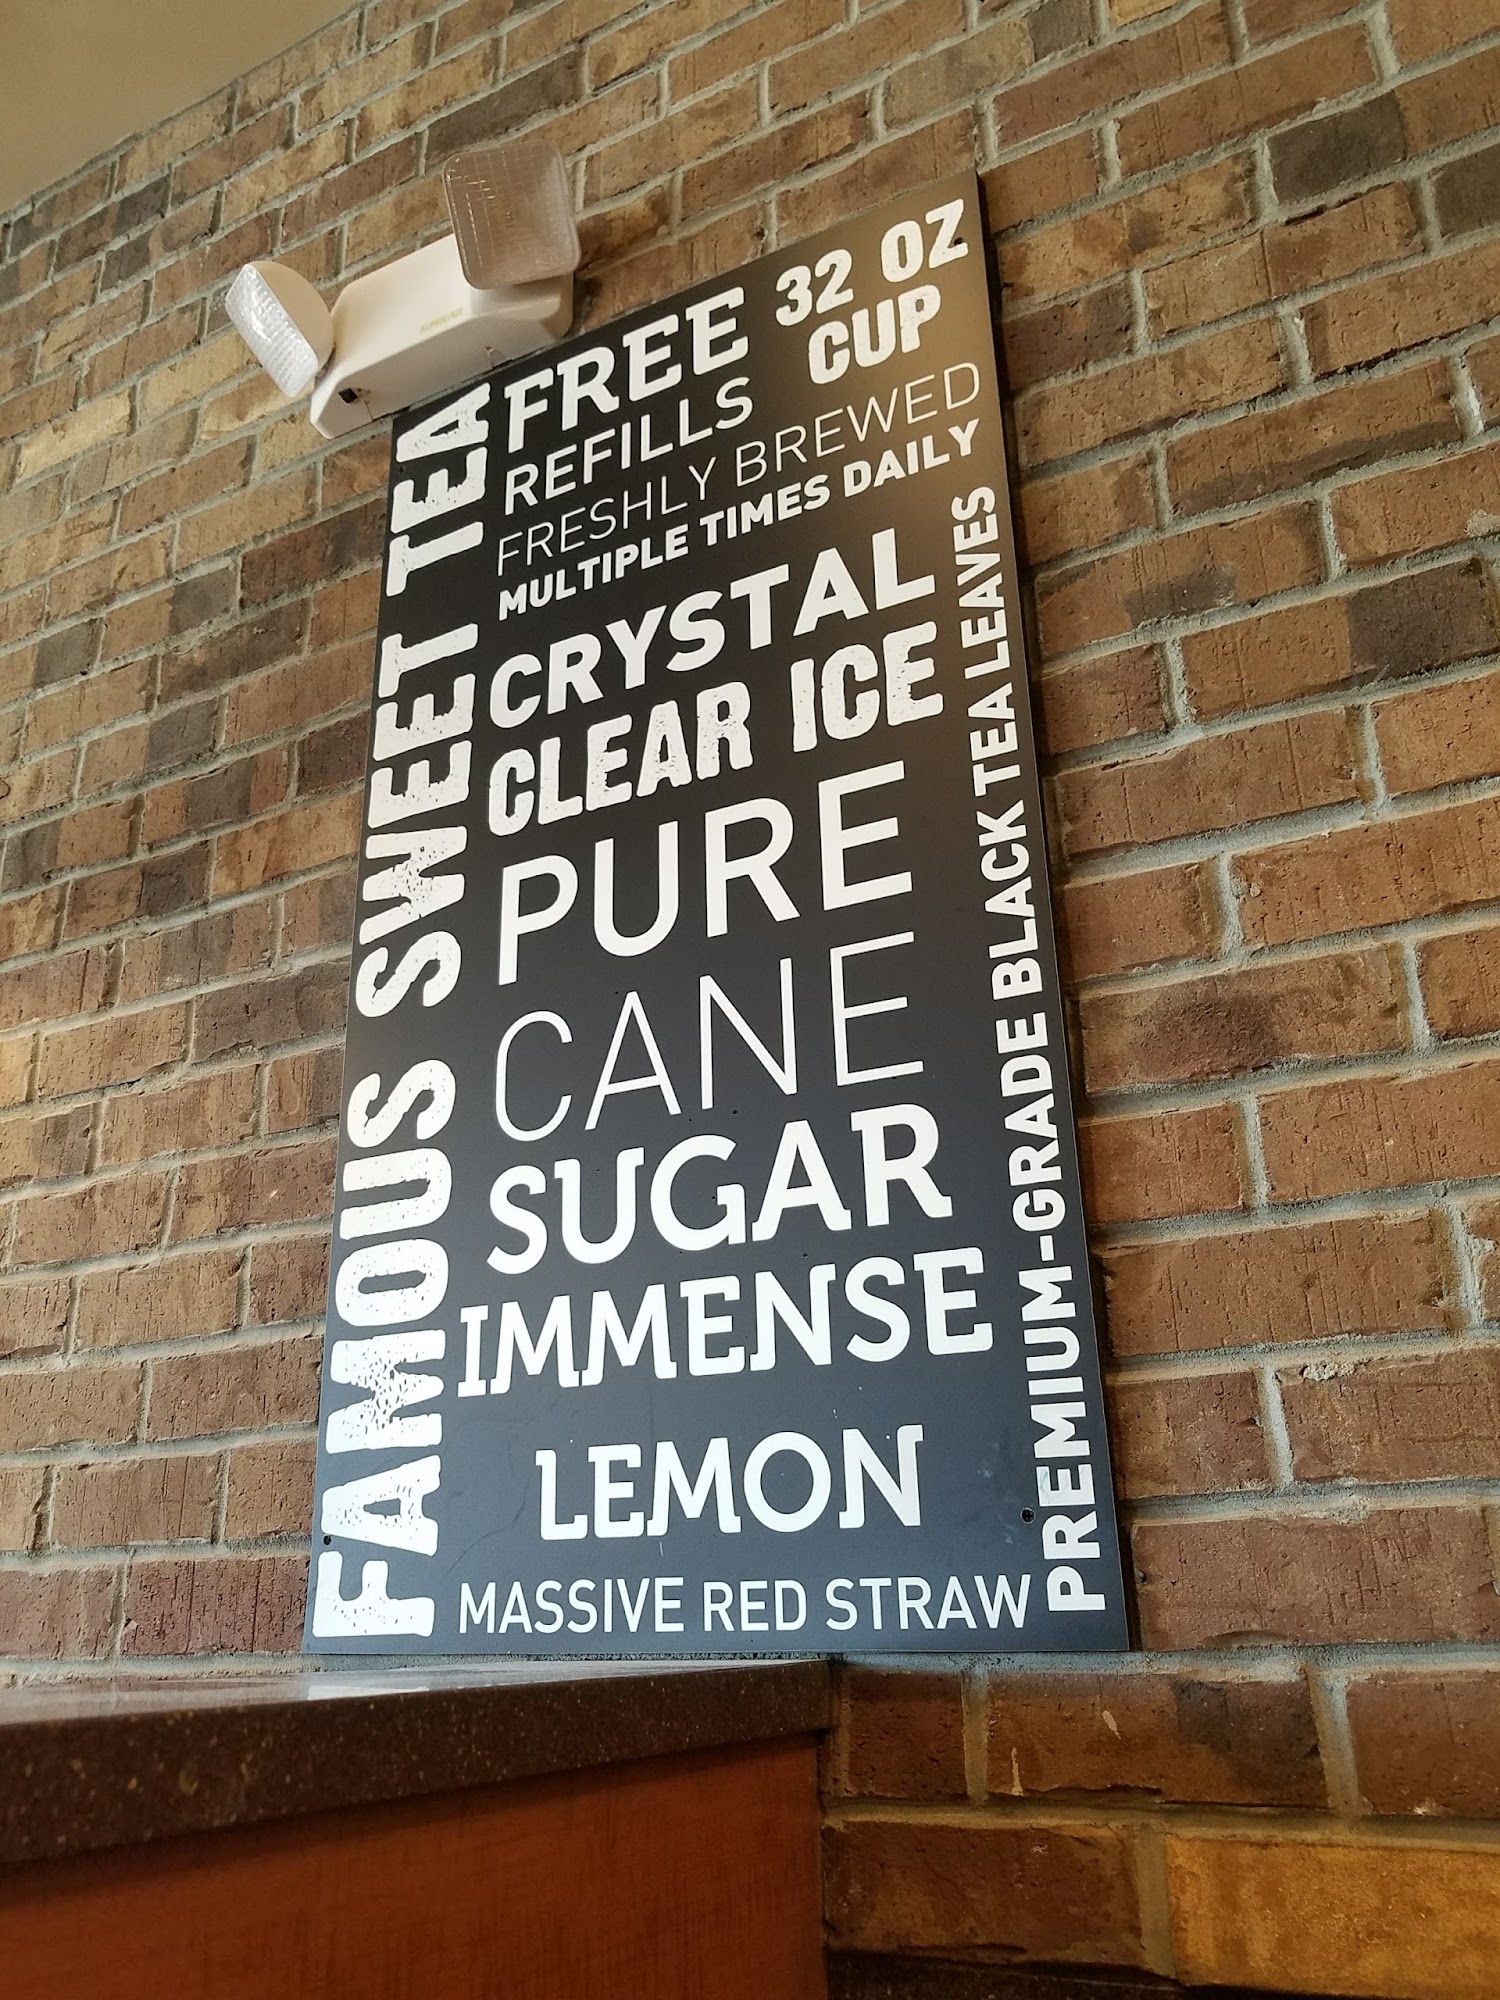 FAMOUS SWEET TEA
FREE
REFILLS
32 OZ
CUP
FRESHLY BREWED
MULTIPLE TIMES DAILY
CRYSTAL
CLEAR ICE
PURE
CANE
SUGAR
IMMENSE
LEMON
MASSIVE RED STRAW
PREMIUM-GRADE BLACK TEA LEAVES